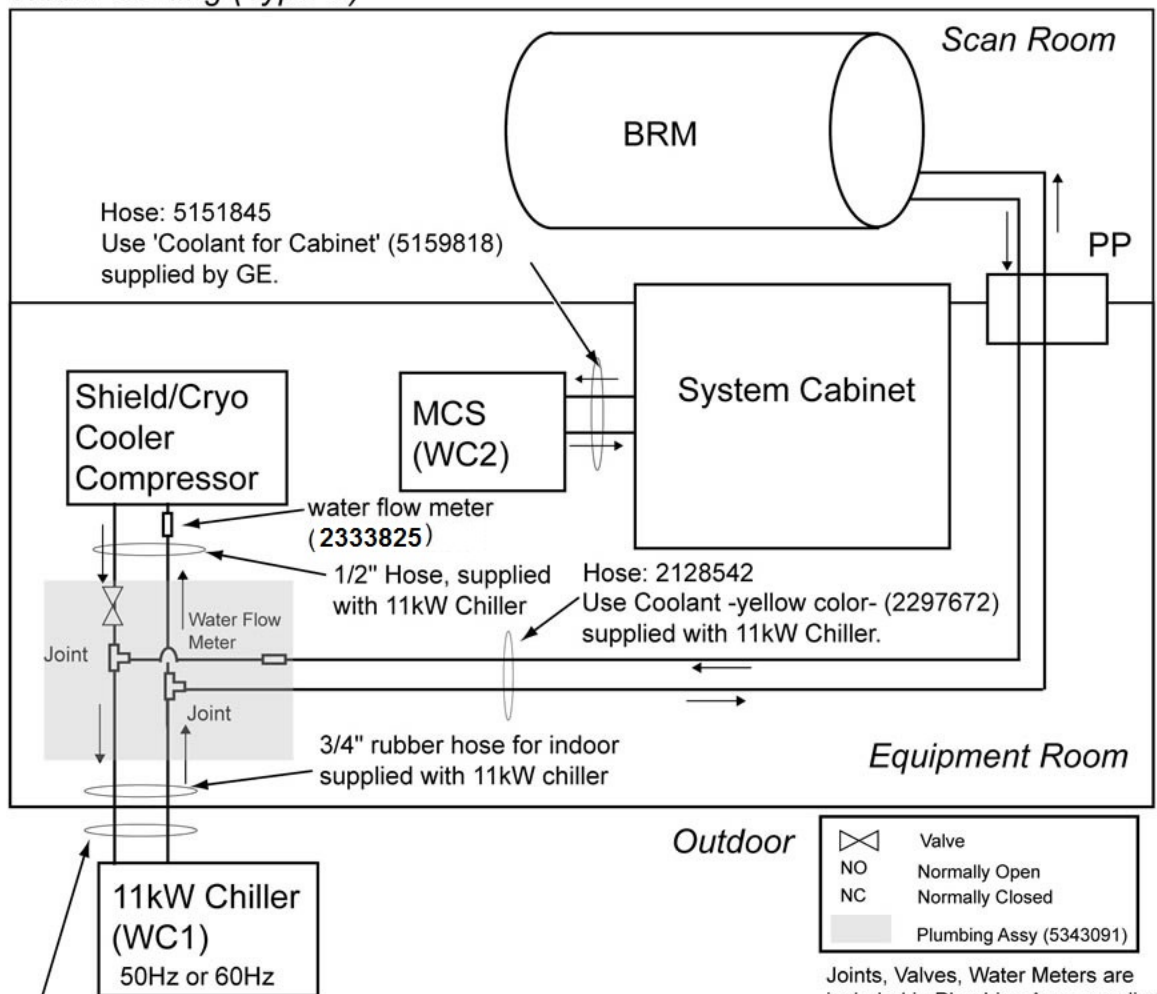 Scan Room
BRM
Hose: 5151845
Use 'Coolant for Cabinet' (5159818)
supplied by GE.
PP
Shield/Cryo
Cooler
Compressor
MCS
(WC2)
System Cabinet
water flow meter
(2333825)
1/2" Hose, supplied
with 11kW Chiller
Hose: 2128542
Use Coolant -yellow color- (2297672)
supplied with 11kW Chiller.
Water Flow
Meter
Joint
Joint
3/4" rubber hose for indoor
supplied with 11kW chiller
Equipment Room
Outdoor
11kW Chiller
(WC1)
50Hz or 60Hz
Valve
NO Normally Open
NC Normally Closed
Plumbing Assy (5343091)
Joints, Valves, Water Meters are